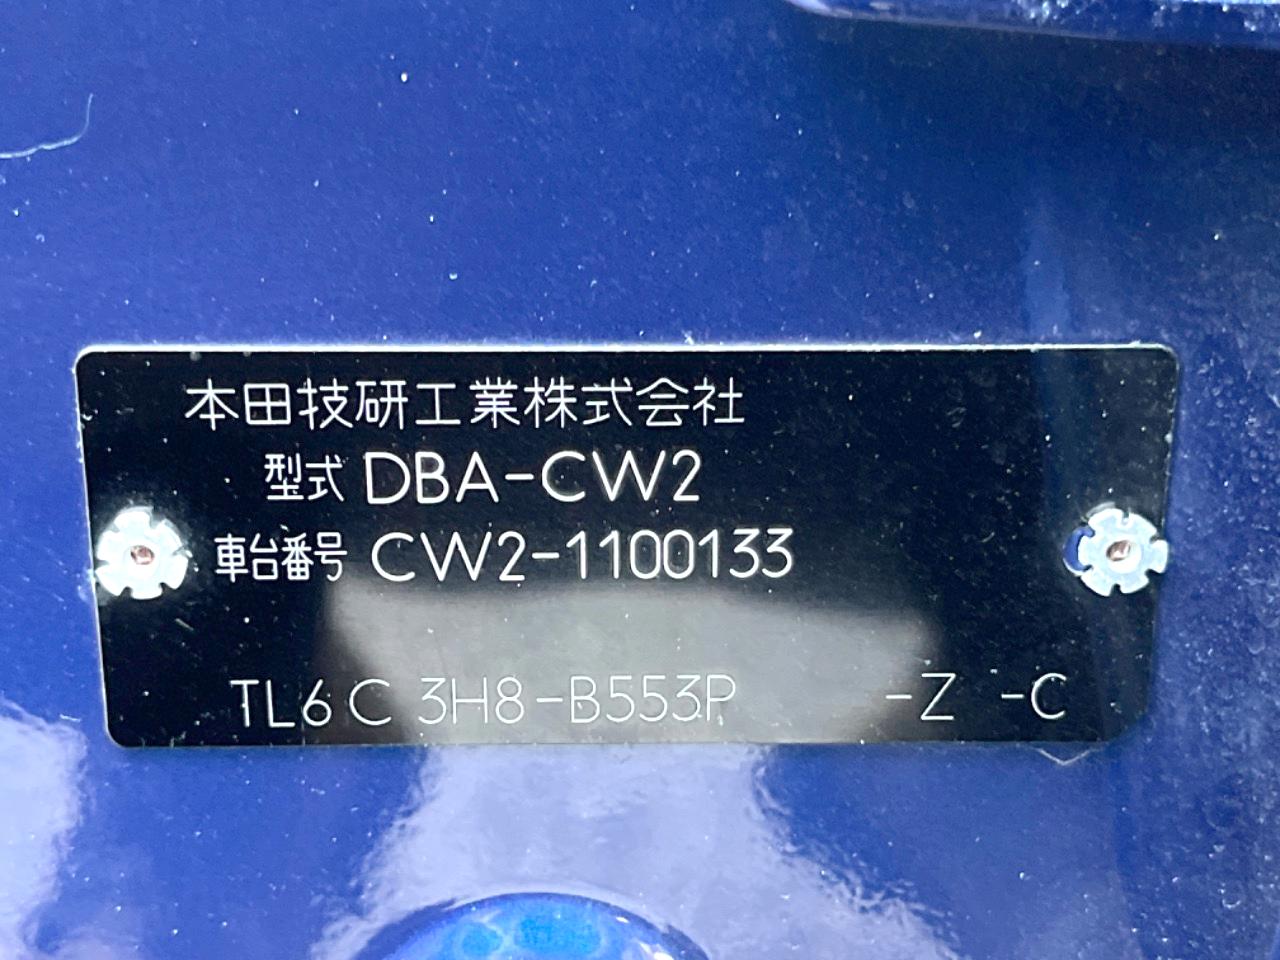 本田技研工業株式会社
型式 DBA-CW2
車台番号 CW2-1100133
TL6C 3H8-B553P -Z -C